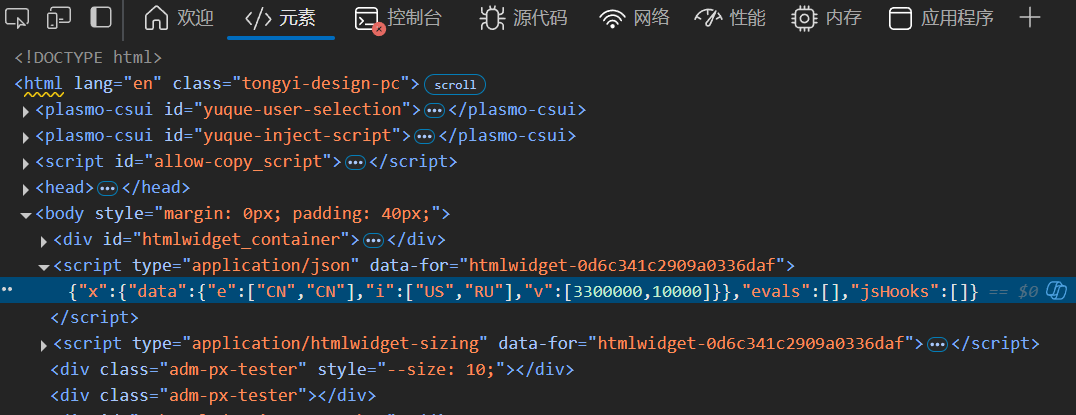 欢迎 </> 元素 控制台 源代码 网络 性能 内存 应用程序
<!DOCTYPE html>
<html lang="en" class="tongyi-design-pc"> scroll
<plasmo-csui id="yuque-user-selection">…</plasmo-csui>
<plasmo-csui id="yuque-inject-script">…</plasmo-csui>
<script id="allow-copy_script">…</script>
<head>…</head>
<body style="margin: 0px; padding: 40px;">
<div id="htmlwidget_container">…</div>
<script type="application/json" data-for="htmlwidget-0d6c341c2909a0336daf">
{"x":{"data":{"e":["CN","CN"],"i":["US","RU"],"v":[3300000,10000]}},"evals":[],"jsHooks":[]} == $0
</script>
<script type="application/htmlwidget-sizing" data-for="htmlwidget-0d6c341c2909a0336daf">…</script>
<div class="adm-px-tester" style="--size: 10;"></div>
<div class="adm-px-tester"></div>